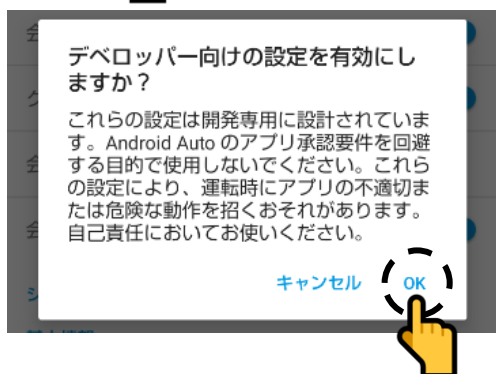 デベロッパー向けの設定を有効にし
ますか？
これらの設定は開発専用に設計されていま
す。Android Auto のアプリ承認要件を回避
する目的で使用しないでください。これら
の設定により、運転時にアプリの不適切ま
たは危険な動作を招くおそれがあります。
自己責任においてお使いください。
キャンセル OK